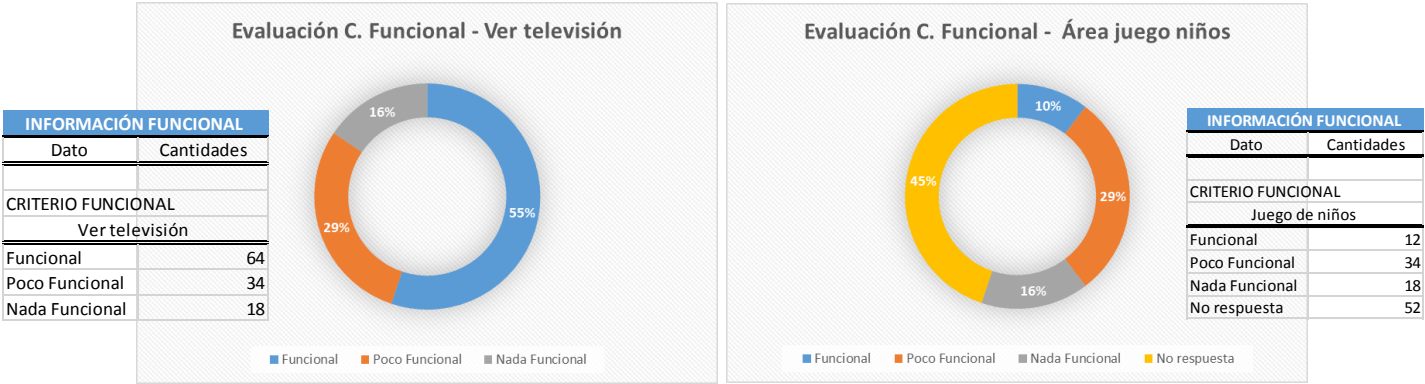 Evaluación C. Funcional - Ver televisión
INFORMACIÓN FUNCIONAL
Dato Cantidades
CRITERIO FUNCIONAL
Ver televisión
Funcional 64
Poco Funcional 34
Nada Funcional 18
16%
29%
55%
Funcional Poco Funcional Nada Funcional
Evaluación C. Funcional - Área juego niños
10%
45%
29%
16%
Funcional Poco Funcional Nada Funcional No respuesta
INFORMACIÓN FUNCIONAL
Dato Cantidades
CRITERIO FUNCIONAL
Juego de niños
Funcional 12
Poco Funcional 34
Nada Funcional 18
No respuesta 52